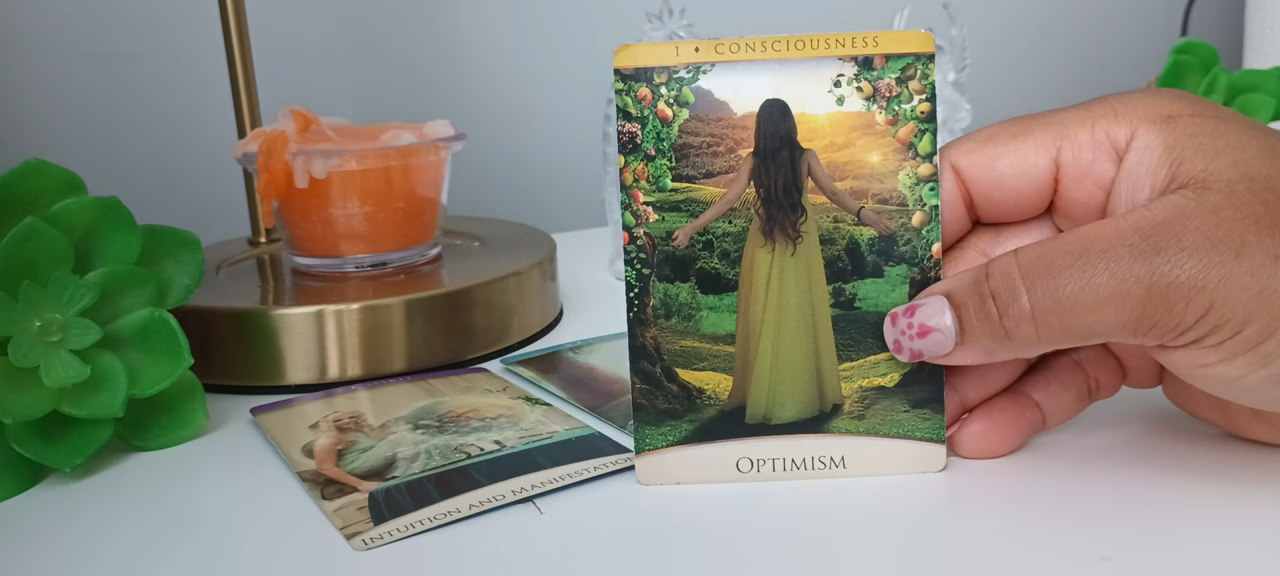 1 ♦ CONSCIOUSNESS
OPTIMISM
INTUITION AND MANIFESTATION